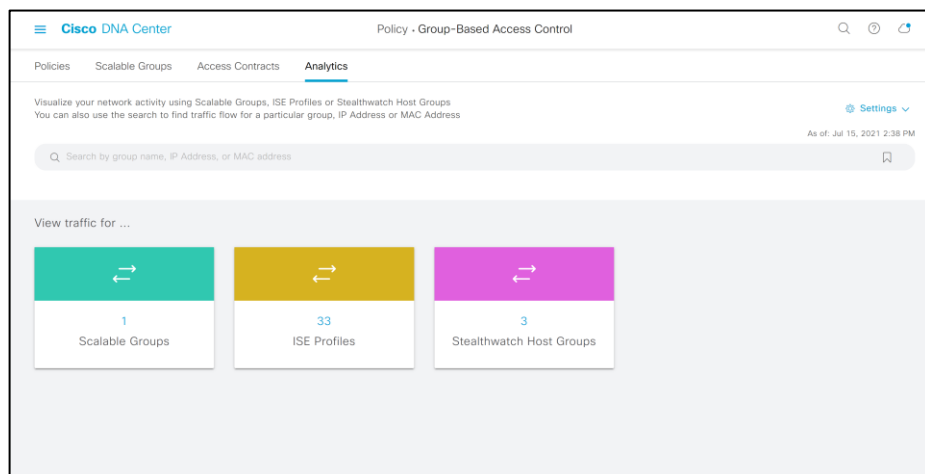 Cisco DNA Center
Policy • Group-Based Access Control
Policies
Scalable Groups
Access Contracts
Analytics
Visualize your network activity using Scalable Groups, ISE Profiles or Stealthwatch Host Groups
You can also use the search to find traffic flow for a particular group, IP Address or MAC Address
Settings
As of: Jul 15, 2021 2:38 PM
Search by group name, IP Address, or MAC address
View traffic for ...
1
Scalable Groups
33
ISE Profiles
3
Stealthwatch Host Groups